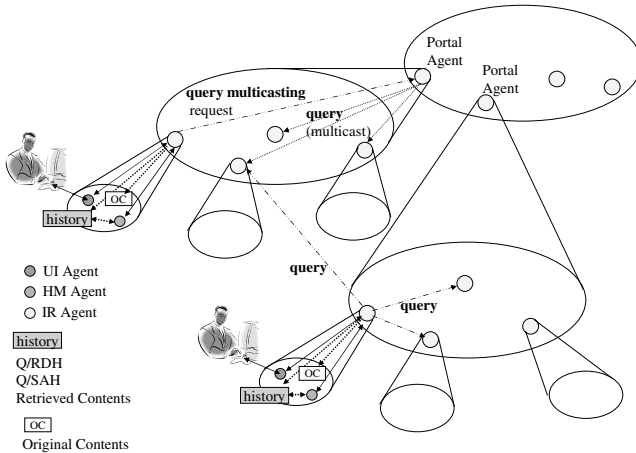 Portal
Agent
Portal
Agent
query multicasting
request
query
(multicast)
OC
history
query
UI Agent
HM Agent
IR Agent
query
history
Q/RDH
Q/SAH
Retrieved Contents
OC
history
OC
Original Contents